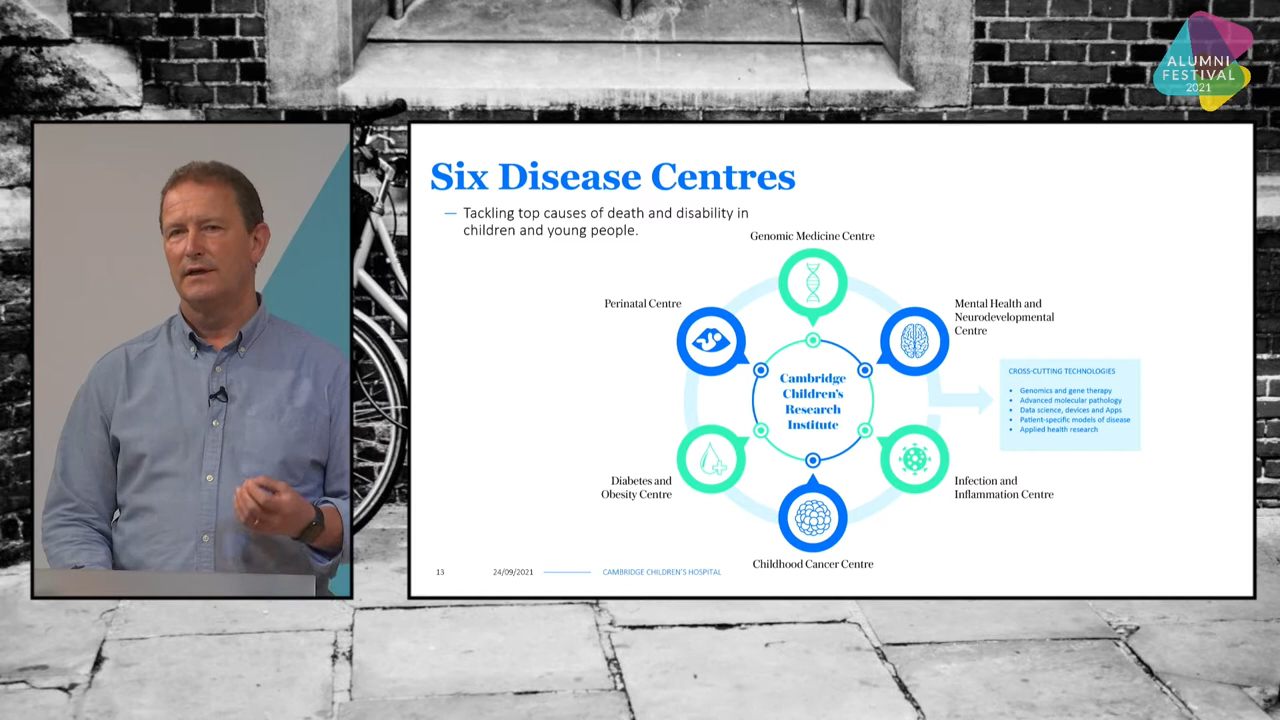 ALUMNI
FESTIVAL
2021
Six Disease Centres
— Tackling top causes of death and disability in
children and young people.
Genomic Medicine Centre
Perinatal Centre
Mental Health and
Neurodevelopmental
Centre
Cambridge
Children's
Research
Institute
CROSS-CUTTING TECHNOLOGIES
• Genomics and gene therapy
• Advanced molecular pathology
• Data science, devices and Apps
• Patient-specific models of disease
• Applied health research
Diabetes and
Obesity Centre
Infection and
Inflammation Centre
Childhood Cancer Centre
13 24/09/2021 CAMBRIDGE CHILDREN'S HOSPITAL